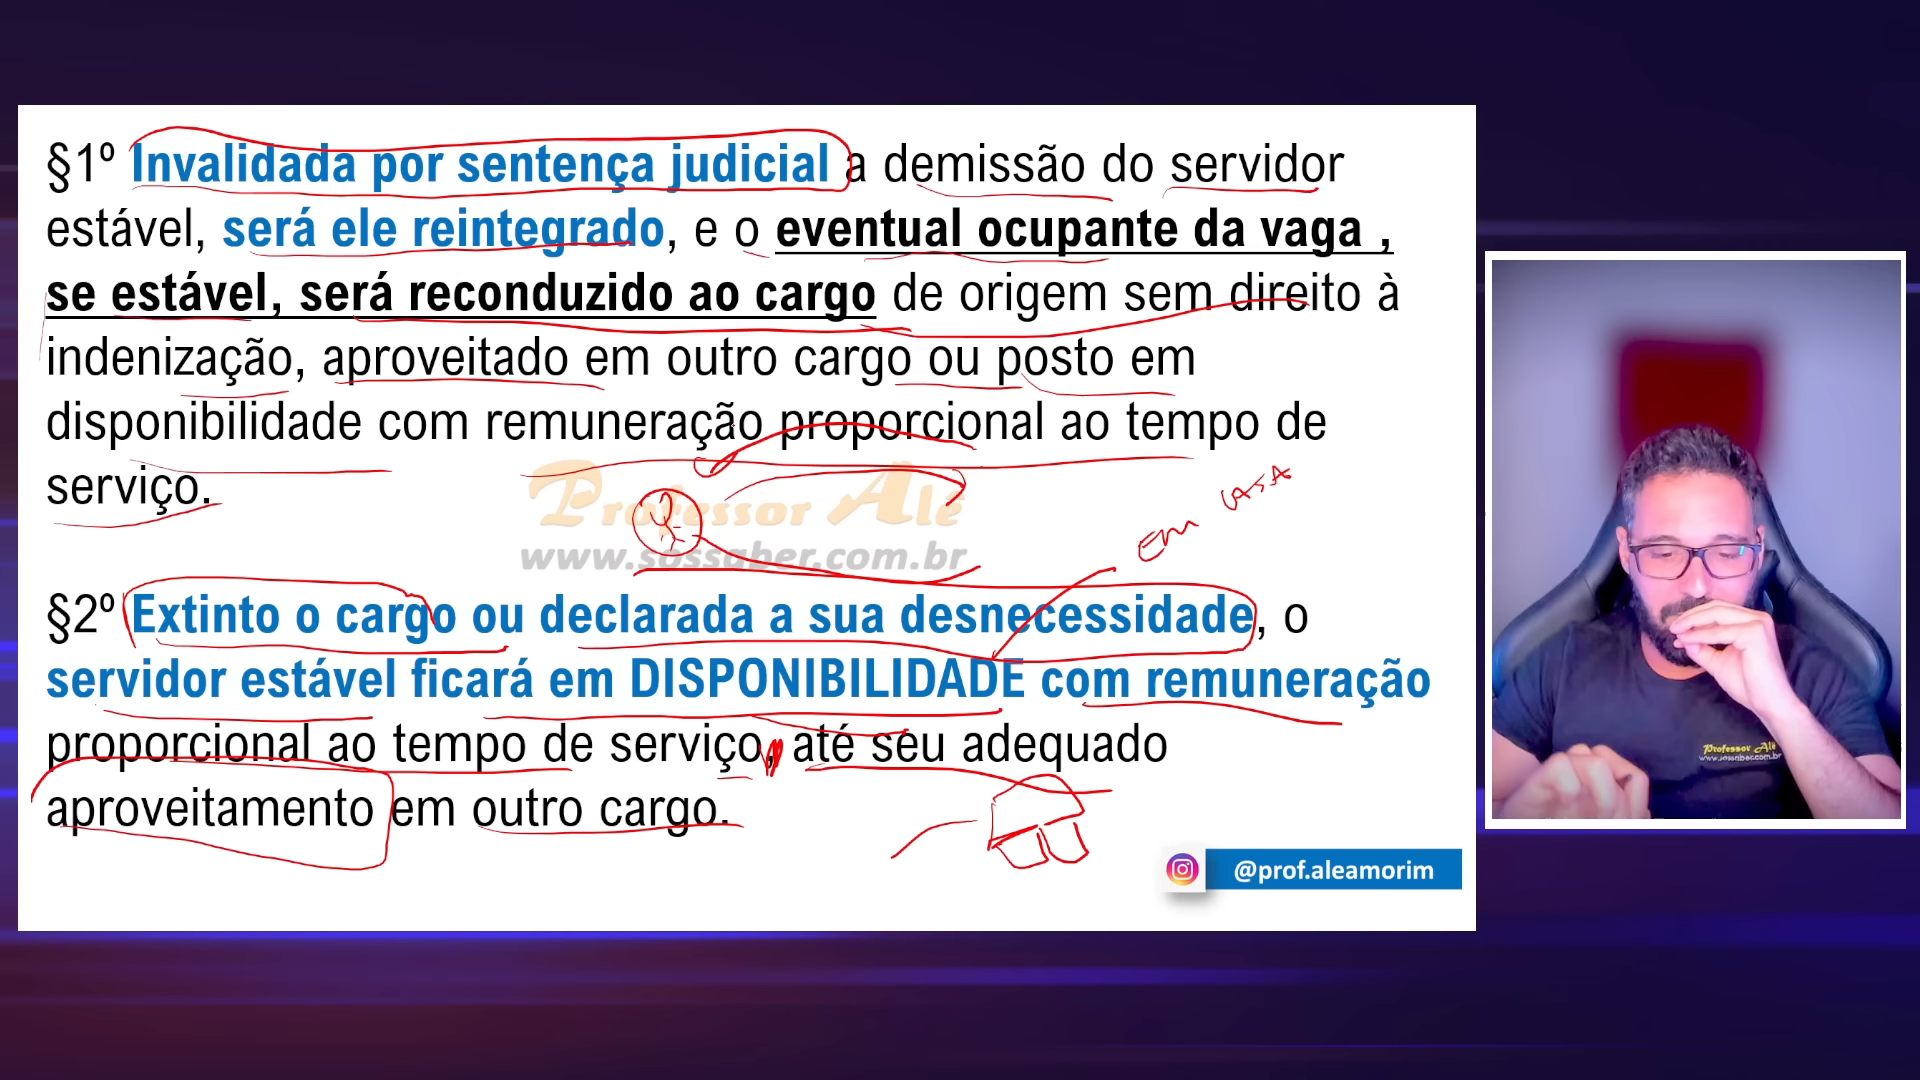 §1º Invalidada por sentença judicial a demissão do servidor
estável, será ele reintegrado, e o eventual ocupante da vaga ,
se estável, será reconduzido ao cargo de origem sem direito à
indenização, aproveitado em outro cargo ou posto em
disponibilidade com remuneração proporcional ao tempo de
serviço.
Professor Alê
www.sossaber.com.br
Em CASA
§2º Extinto o cargo ou declarada a sua desnecessidade, o
servidor estável ficará em DISPONIBILIDADE com remuneração
proporcional ao tempo de serviço, até seu adequado
aproveitamento em outro cargo.
@prof.aleamorim
Professor Alê
www.sossaber.com.br